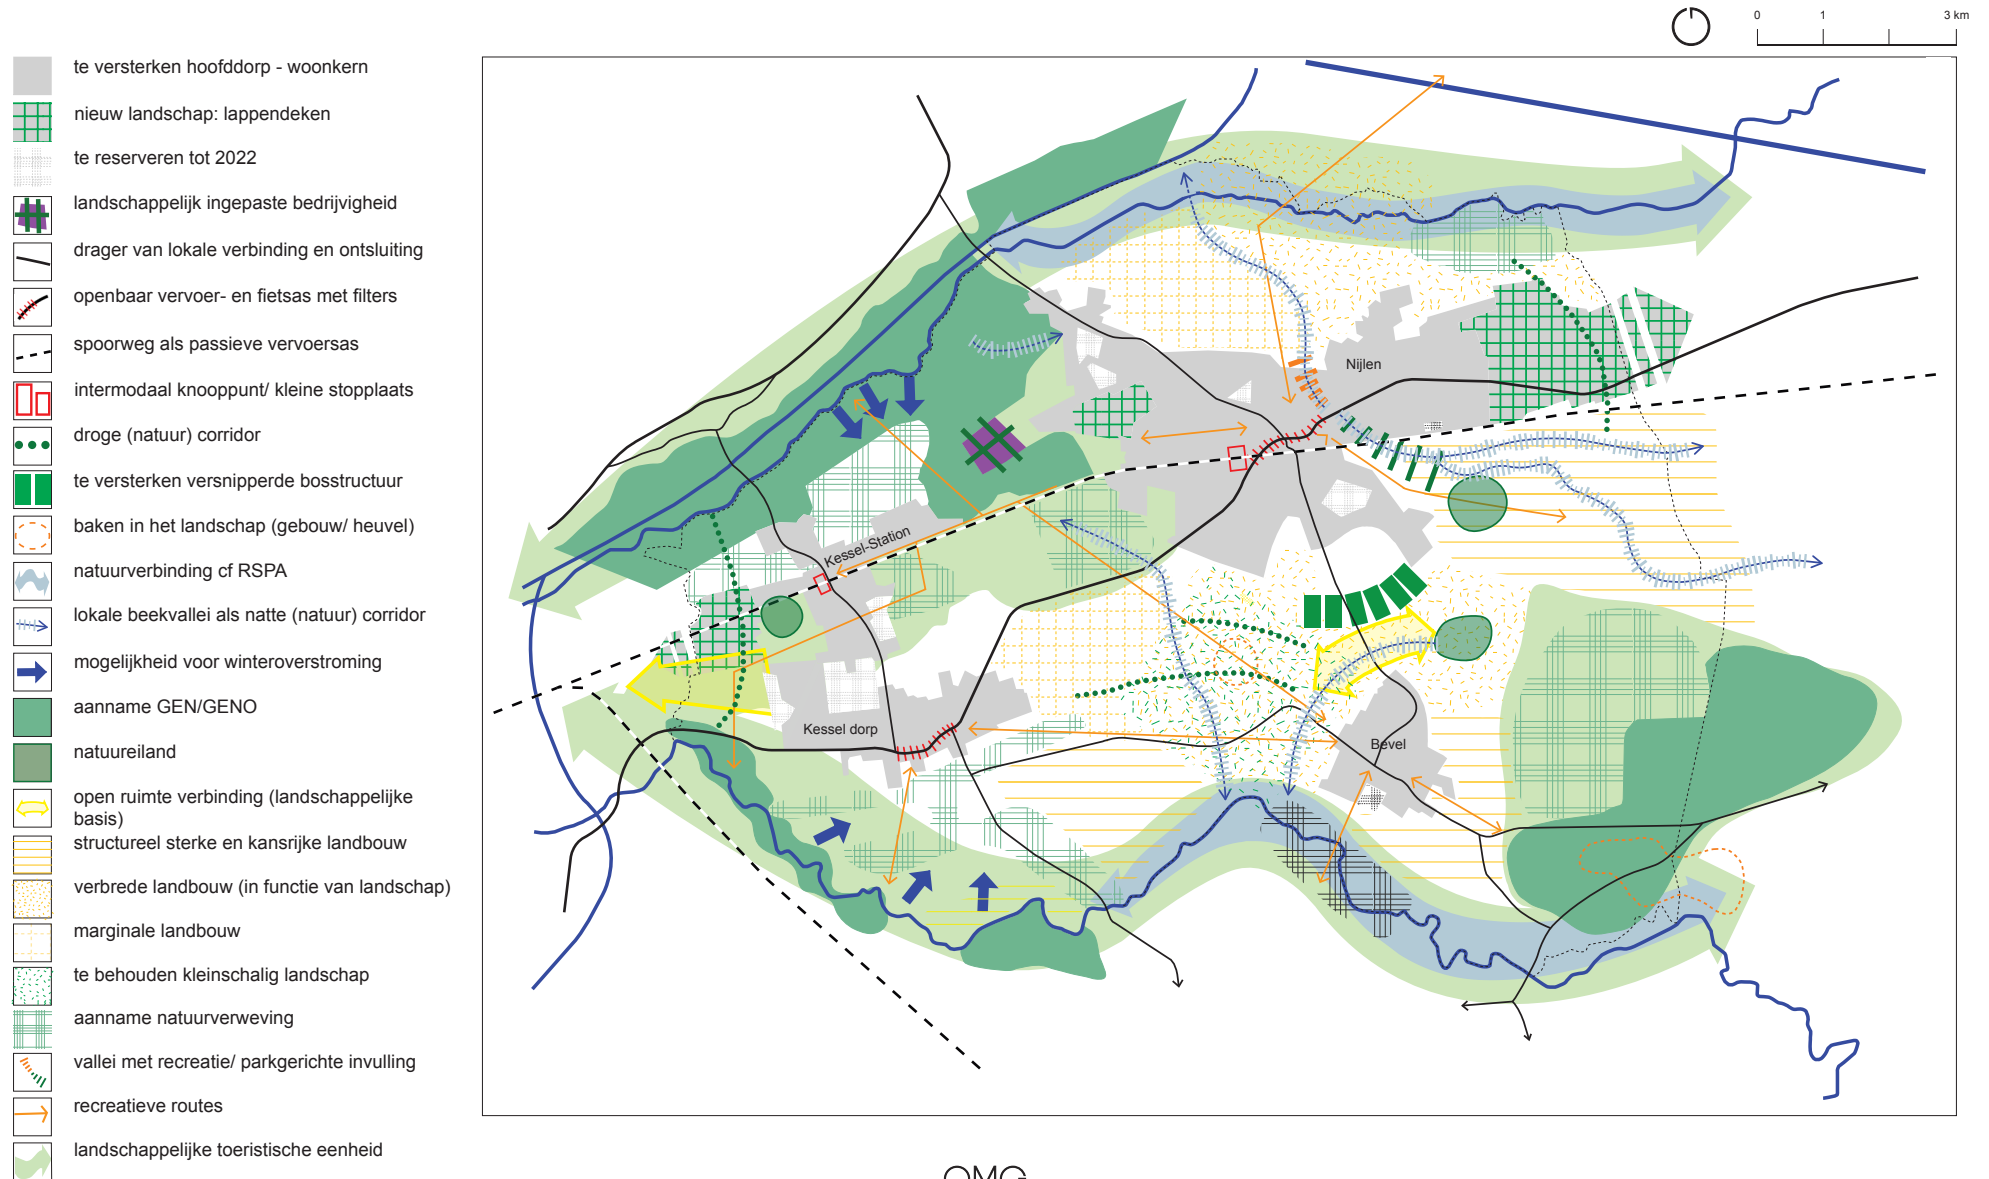 0 1 3 km
te versterken hoofddorp - woonkern
nieuw landschap: lappendeken
te reserveren tot 2022
landschappelijk ingepaste bedrijvigheid
drager van lokale verbinding en ontsluiting
openbaar vervoer- en fietsas met filters
spoorweg als passieve vervoersas
intermodaal knooppunt/ kleine stopplaats
droge (natuur) corridor
te versterken versnipperde bosstructuur
baken in het landschap (gebouw/ heuvel)
natuurverbinding cf RSPA
lokale beekvallei als natte (natuur) corridor
mogelijkheid voor winteroverstroming
aanname GEN/GENO
natuureiland
open ruimte verbinding (landschappelijke
basis)
structureel sterke en kansrijke landbouw
verbrede landbouw (in functie van landschap)
marginale landbouw
te behouden kleinschalig landschap
aanname natuurverweving
vallei met recreatie/ parkgerichte invulling
recreatieve routes
landschappelijke toeristische eenheid
Nijlen
Kessel-Station
Kessel dorp
Bevel